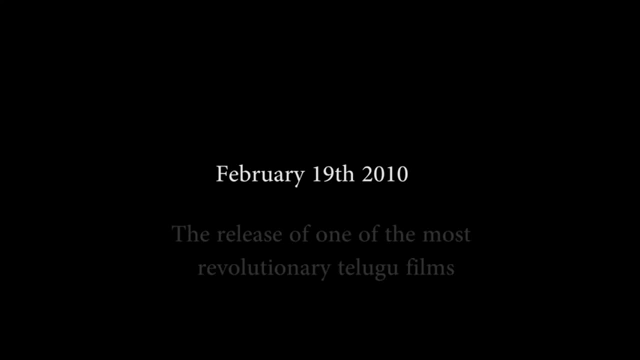 February 19th 2010
The release of one of the most
revolutionary telugu films